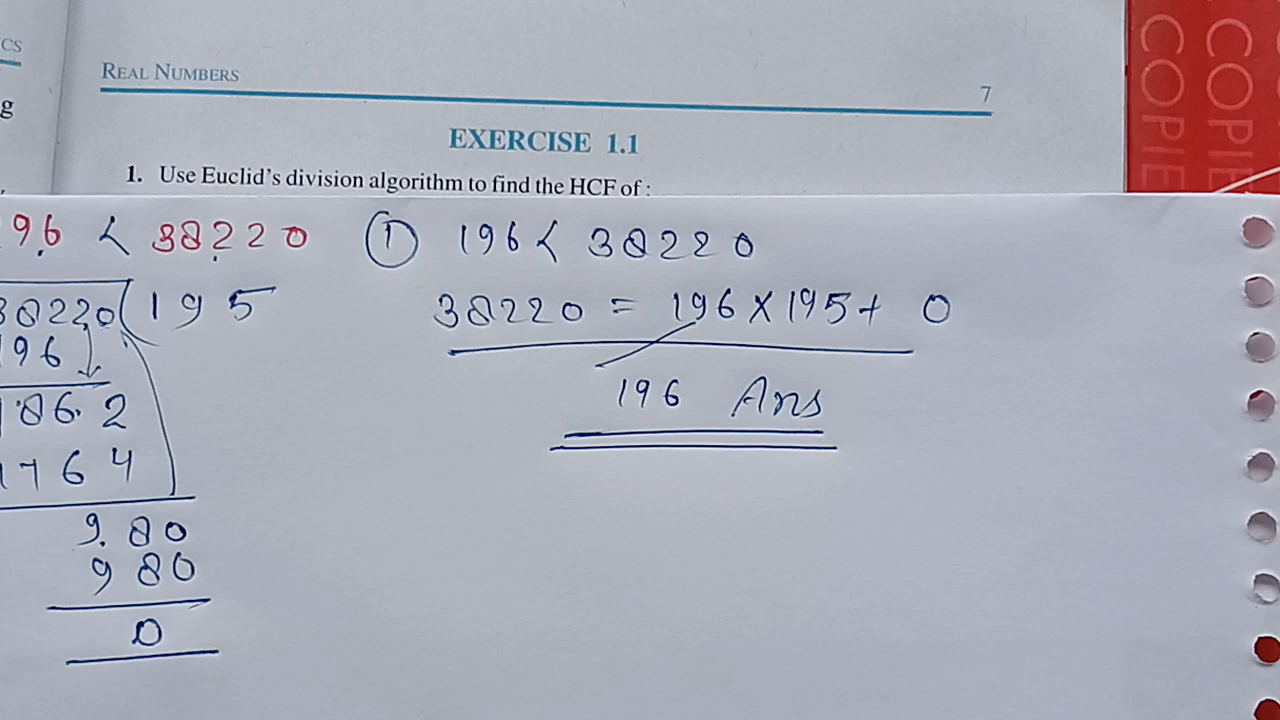 CS
g
REAL NUMBERS
7
EXERCISE 1.1
1. Use Euclid's division algorithm to find the HCF of :
96 < 38220
38220 ( 195
96
1862
1764
980
980
0
① 196 < 38220
38220 = 196 × 195 + 0
196 Ans
COPIE
COPIE